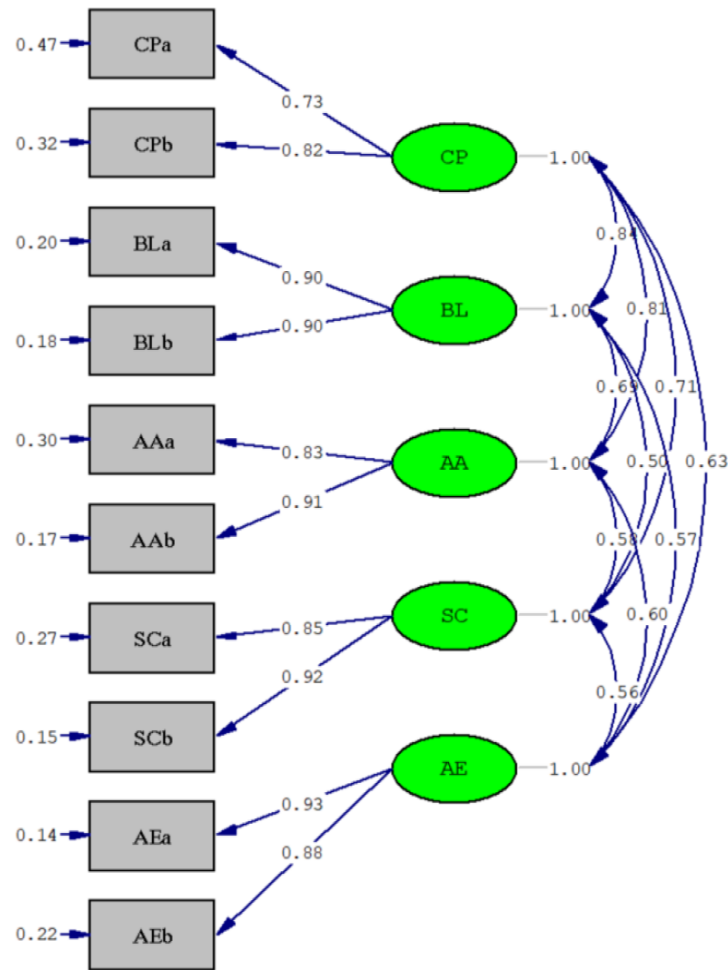 0.47 CPa
0.73
0.32 CPb 0.82 CP 1.00
0.20 BLa
0.84
0.90
0.18 BLb 0.90 BL 1.00 0.81
0.69 0.71
0.30 AAa 0.83 AA 1.00 0.50 0.63
0.91
0.17 AAb 0.58 0.57
0.27 SCa 0.85 SC 1.00 0.60
0.92
0.15 SCb 0.56
AE 1.00
0.93
0.14 AEa
0.88
0.22 AEb